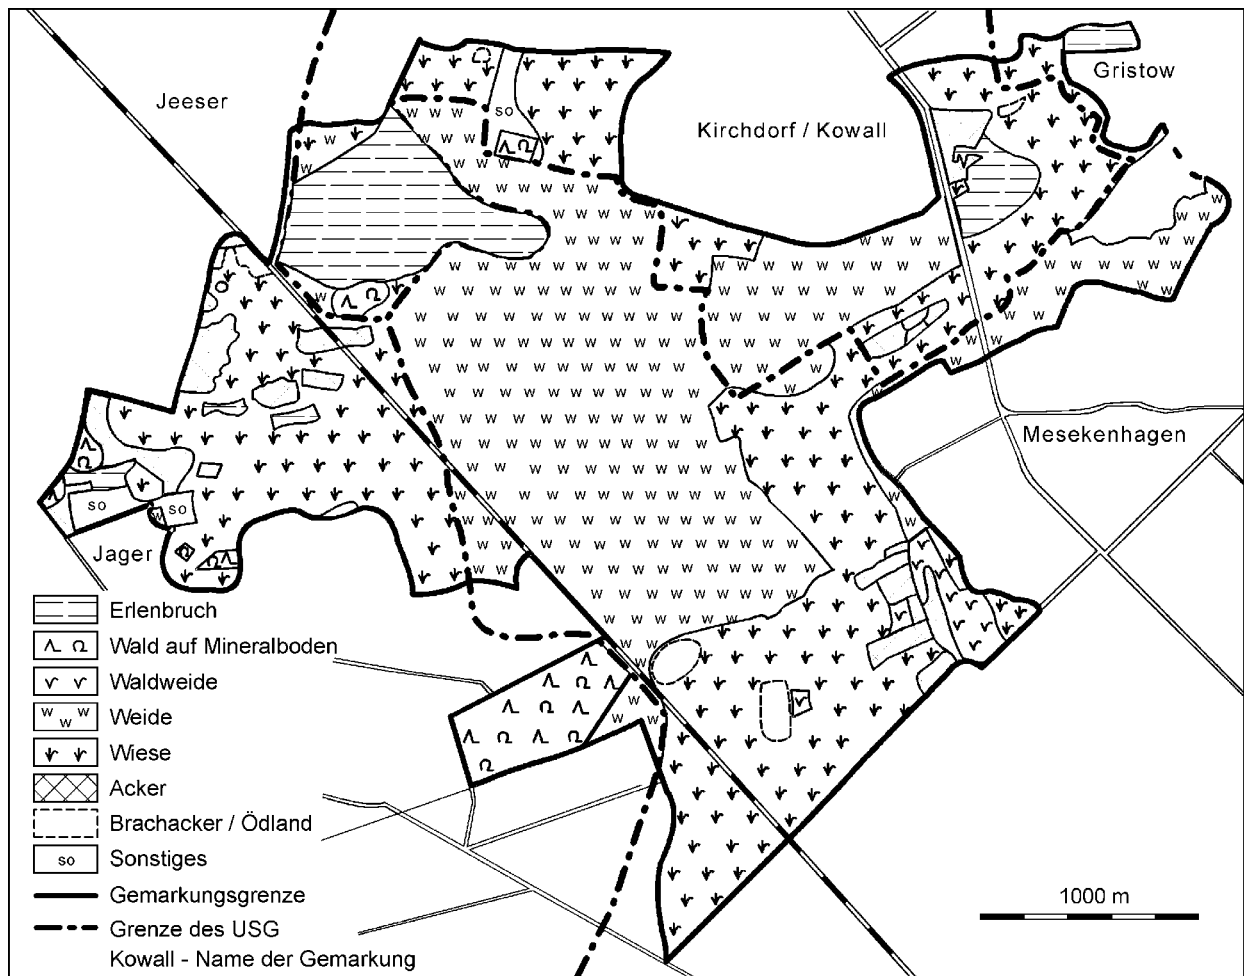 Jeeser
Gristow
Kirchdorf / Kowall
so
Mesekenhagen
so
so
Jager
Erlenbruch
Wald auf Mineralboden
Waldweide
Weide
Wiese
Acker
Brachacker / Ödland
so Sonstiges
Gemarkungsgrenze
1000 m
Grenze des USG
Kowall - Name der Gemarkung